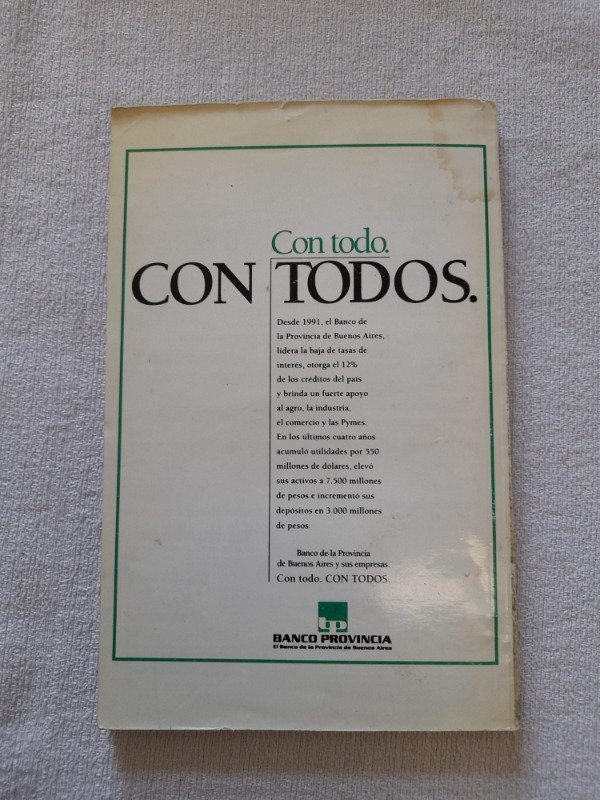 Con todo.
CON TODOS.
Desde 1991, el Banco de
la Provincia de Buenos Aires,
lidera la baja de tasas de
interés, otorga el 12%
de los créditos del país
y brinda un fuerte apoyo
al agro, la industria,
el comercio y las Pymes.
En los últimos cuatro años
acumuló utilidades por 550
millones de dólares, elevó
sus activos a 7.500 millones
de pesos e incrementó sus
depósitos en 3.000 millones
de pesos.
Banco de la Provincia
de Buenos Aires y sus empresas.
Con todo. CON TODOS.
bp
BANCO PROVINCIA
El Banco de la Provincia de Buenos Aires